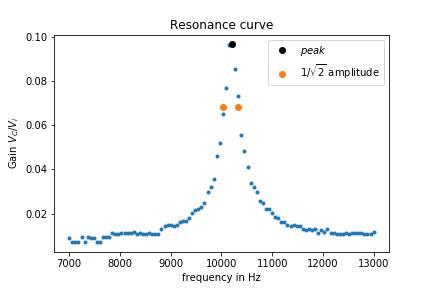 Resonance curve
0.10
0.08
0.06
0.04
0.02
Gain V_C/V_i
peak
1/√2 amplitude
7000 8000 9000 10000 11000 12000 13000
frequency in Hz